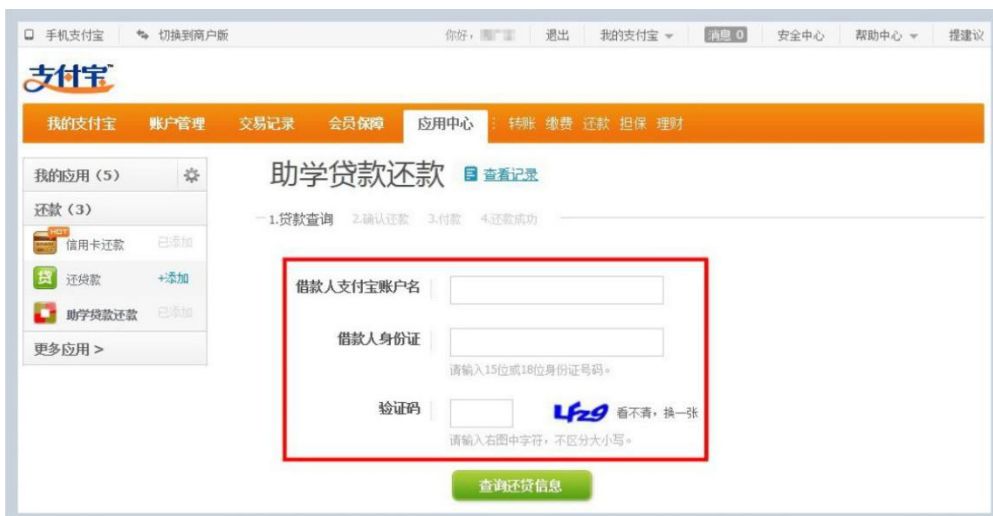 手机支付宝 切换到商户版 你好， 退出 我的支付宝 消息 0 安全中心 帮助中心 提建议
支付宝
我的支付宝 账户管理 交易记录 会员保障 应用中心 转账 缴费 还款 担保 理财
我的应用（5）
还款（3）
HOT
信用卡还款 已添加
贷 还贷款 +添加
助学贷款还款 已添加
更多应用 >
助学贷款还款 查看记录
1.贷款查询 2.确认还款 3.付款 4.还款成功
借款人支付宝账户名
借款人身份证
请输入15位或18位身份证号码。
验证码 Lfz9 看不清，换一张
请输入右图中字符，不区分大小写。
查询还贷信息